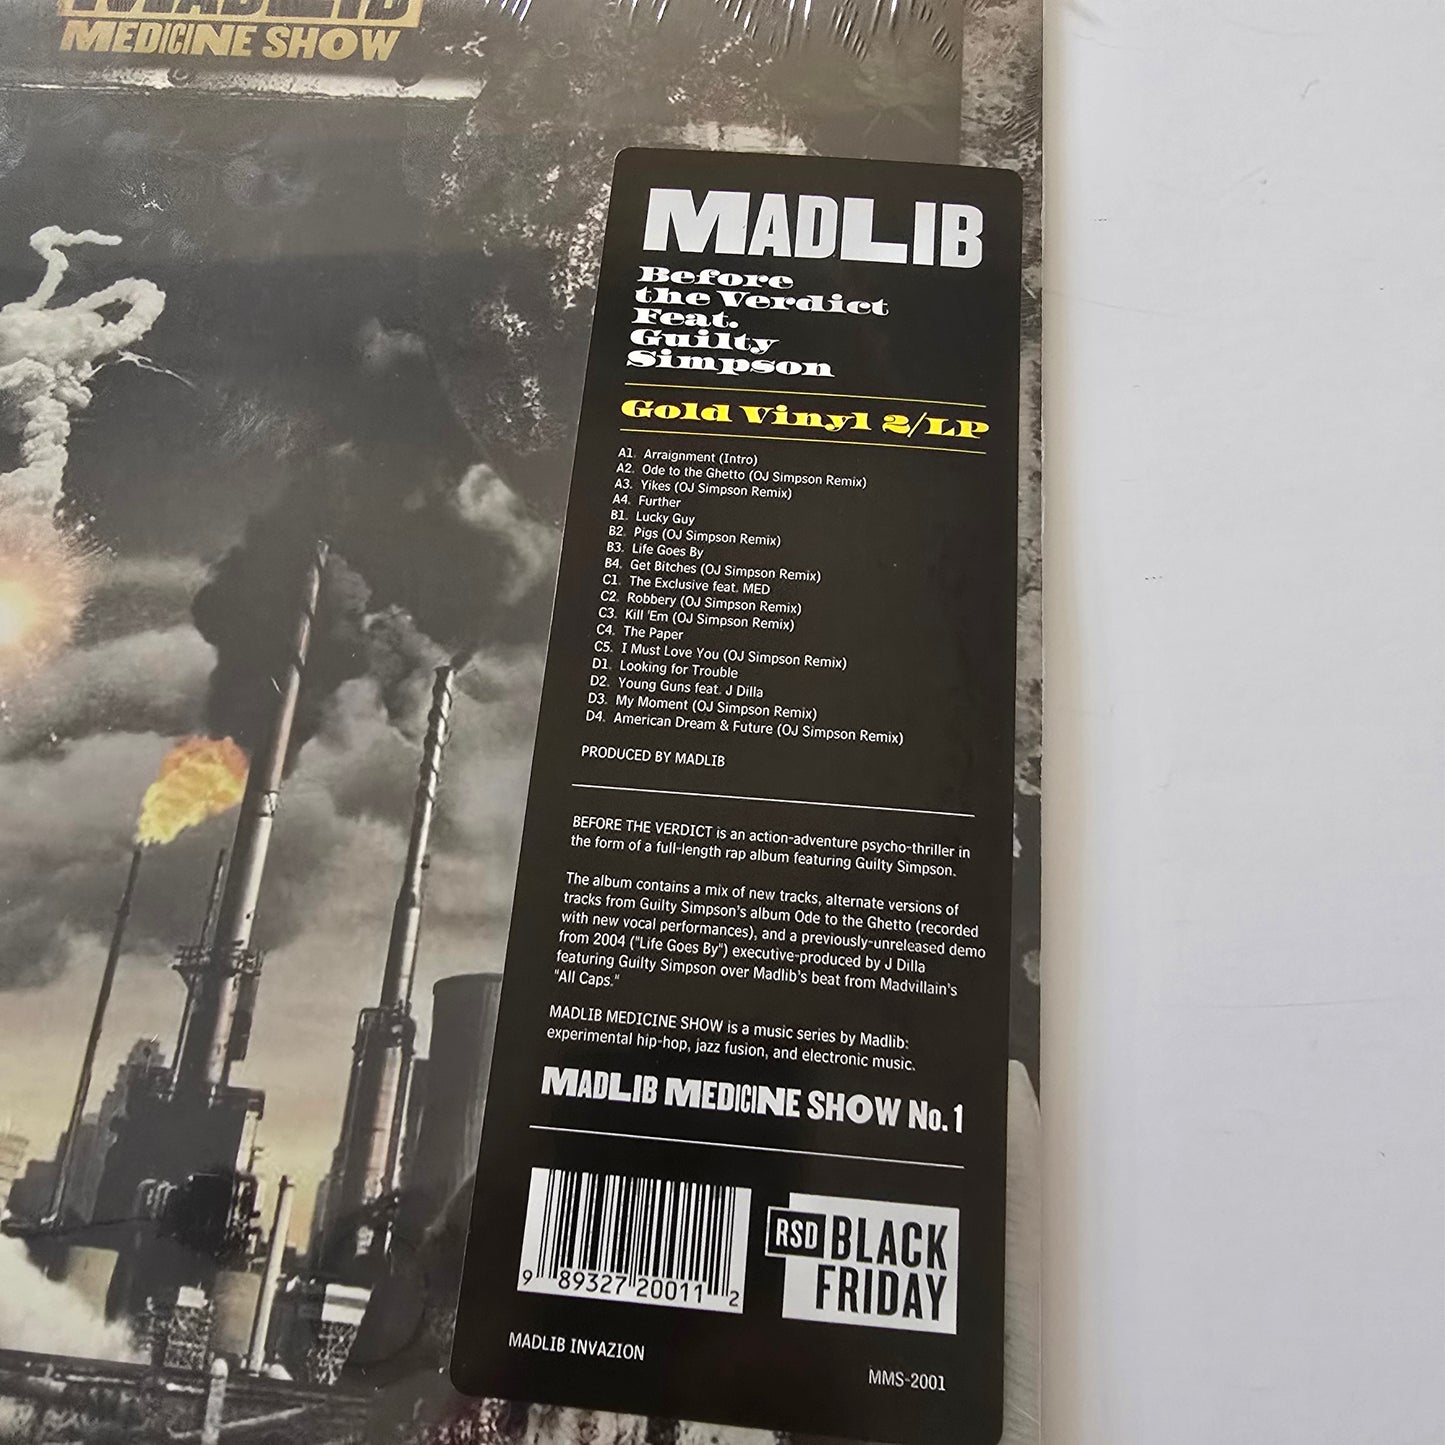 MADLIB
MEDICINE SHOW
MADLIB
Before
the Verdict
Feat.
Guilty
Simpson
Gold Vinyl 2/LP
A1. Arraignment (Intro)
A2. Ode to the Ghetto (OJ Simpson Remix)
A3. Yikes (OJ Simpson Remix)
A4. Further
B1. Lucky Guy
B2. Pigs (OJ Simpson Remix)
B3. Life Goes By
B4. Get Bitches (OJ Simpson Remix)
C1. The Exclusive feat. MED
C2. Robbery (OJ Simpson Remix)
C3. Kill 'Em (OJ Simpson Remix)
C4. The Paper
C5. I Must Love You (OJ Simpson Remix)
D1. Looking for Trouble
D2. Young Guns feat. J Dilla
D3. My Moment (OJ Simpson Remix)
D4. American Dream & Future (OJ Simpson Remix)
PRODUCED BY MADLIB
BEFORE THE VERDICT is an action-adventure psycho-thriller in
the form of a full-length rap album featuring Guilty Simpson.
The album contains a mix of new tracks, alternate versions of
tracks from Guilty Simpson's album Ode to the Ghetto (recorded
with new vocal performances), and a previously-unreleased demo
from 2004 ("Life Goes By") executive-produced by J Dilla
featuring Guilty Simpson over Madlib's beat from Madvillain's
"All Caps."
MADLIB MEDICINE SHOW is a music series by Madlib:
experimental hip-hop, jazz fusion, and electronic music.
MADLIB MEDICINE SHOW No. 1
9 89327 20011 2
RSD BLACK
FRIDAY
MADLIB INVAZION
MMS-2001